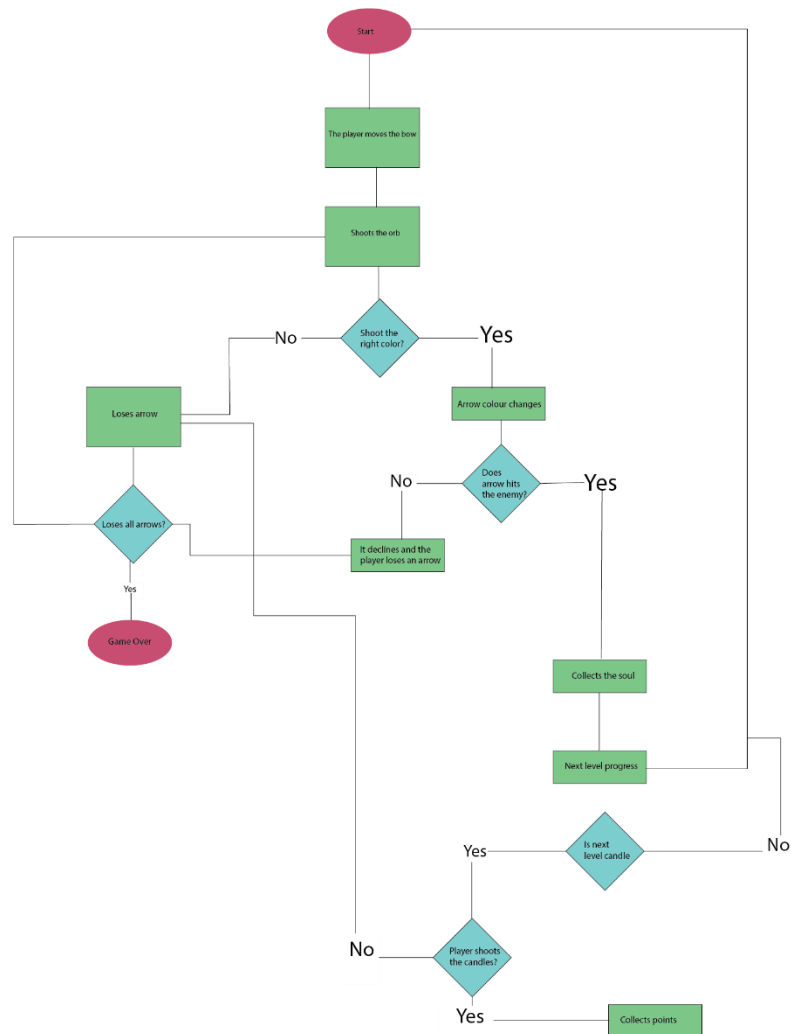 Start
The player moves the bow
Shoots the orb
Shoot the
right color?
No
Yes
Loses arrow
Arrow colour changes
Does
arrow hits
the enemy?
No
Yes
Loses all arrows?
It declines and the
player loses an arrow
Yes
Game Over
Collects the soul
Next level progress
Is next
level candle
Yes
No
Player shoots
the candles?
No
Yes
Collects points